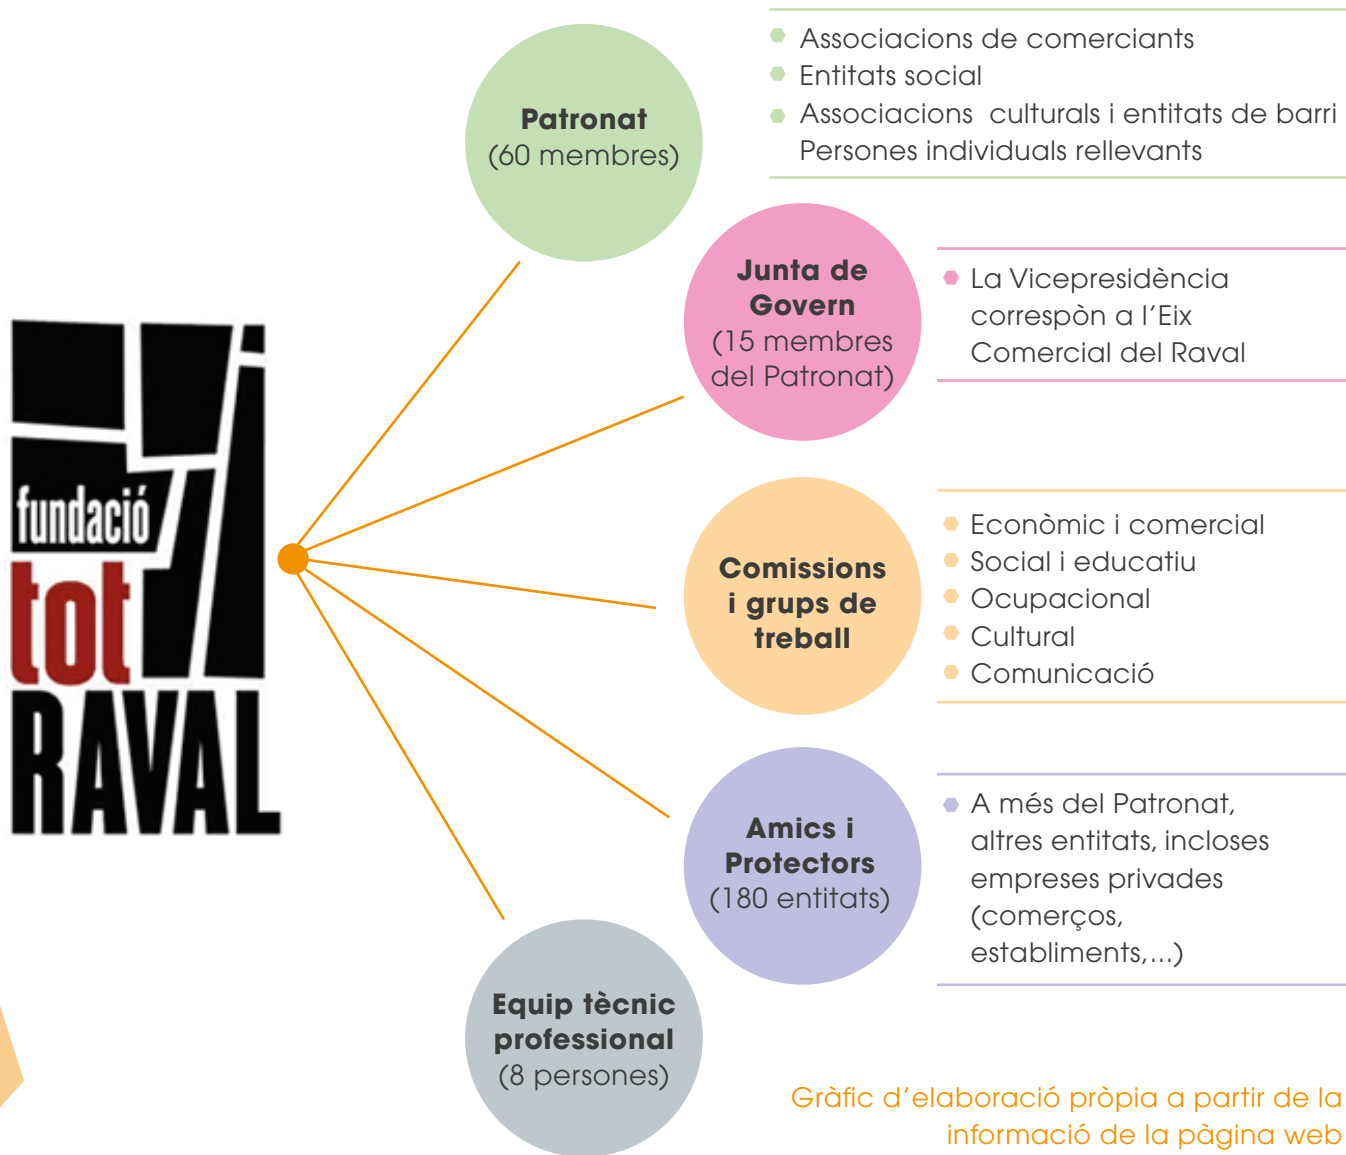 fundació
tot
RAVAL
Patronat
(60 membres)
Associacions de comerciants
Entitats social
Associacions culturals i entitats de barri
Persones individuals rellevants
Junta de
Govern
(15 membres
del Patronat)
La Vicepresidència
correspòn a l'Eix
Comercial del Raval
Comissions
i grups de
treball
Econòmic i comercial
Social i educatiu
Ocupacional
Cultural
Comunicació
Amics i
Protectors
(180 entitats)
A més del Patronat,
altres entitats, incloses
empreses privades
(comerços,
establiments,...)
Equip tècnic
professional
(8 persones)
Gràfic d'elaboració pròpia a partir de la
informació de la pàgina web